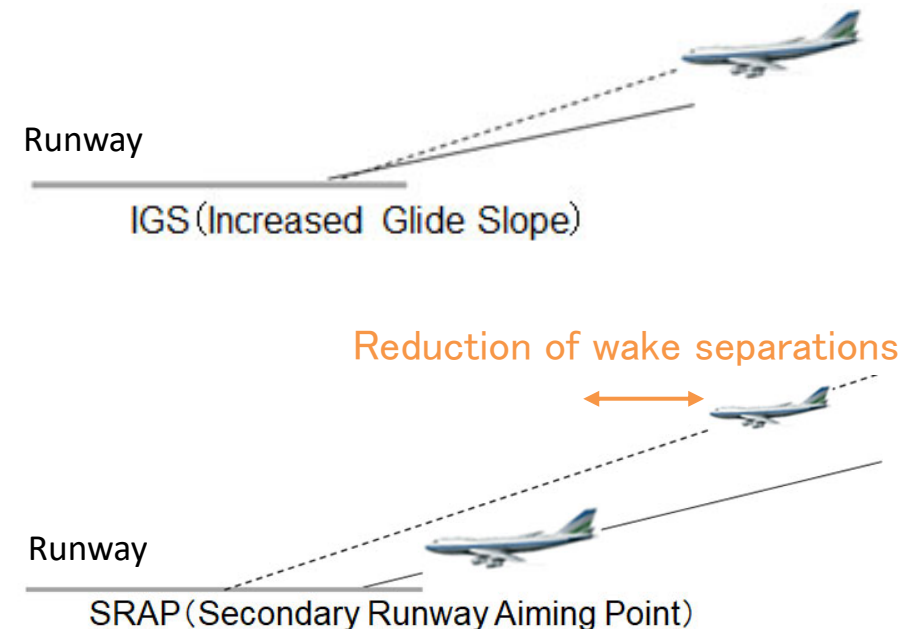 Runway
IGS（Increased Glide Slope）
Reduction of wake separations
Runway
SRAP（Secondary Runway Aiming Point）